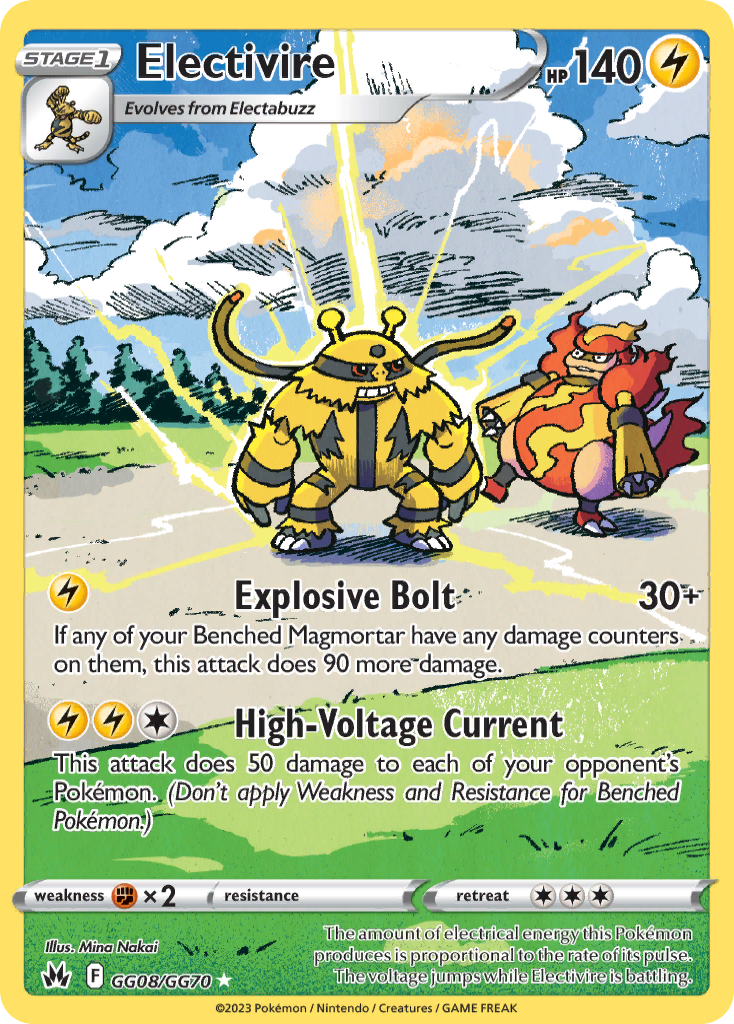 STAGE1
Electivire
HP 140
Evolves from Electabuzz
Explosive Bolt 30+
If any of your Benched Magmortar have any damage counters
on them, this attack does 90 more damage.
High-Voltage Current
This attack does 50 damage to each of your opponent's
Pokémon. (Don't apply Weakness and Resistance for Benched
Pokémon.)
weakness ×2 resistance retreat
Illus. Mina Nakai
F GG08/GG70
The amount of electrical energy this Pokémon
produces is proportional to the rate of its pulse.
The voltage jumps while Electivire is battling.
©2023 Pokémon / Nintendo / Creatures / GAME FREAK